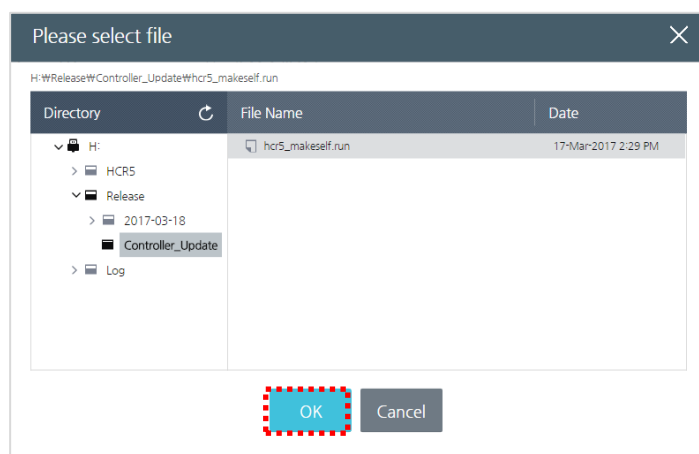 Please select file
H:₩Release₩Controller_Update₩hcr5_makeself.run
Directory File Name Date
H:
hcr5_makeself.run 17-Mar-2017 2:29 PM
HCR5
Release
2017-03-18
Controller_Update
Log
OK Cancel